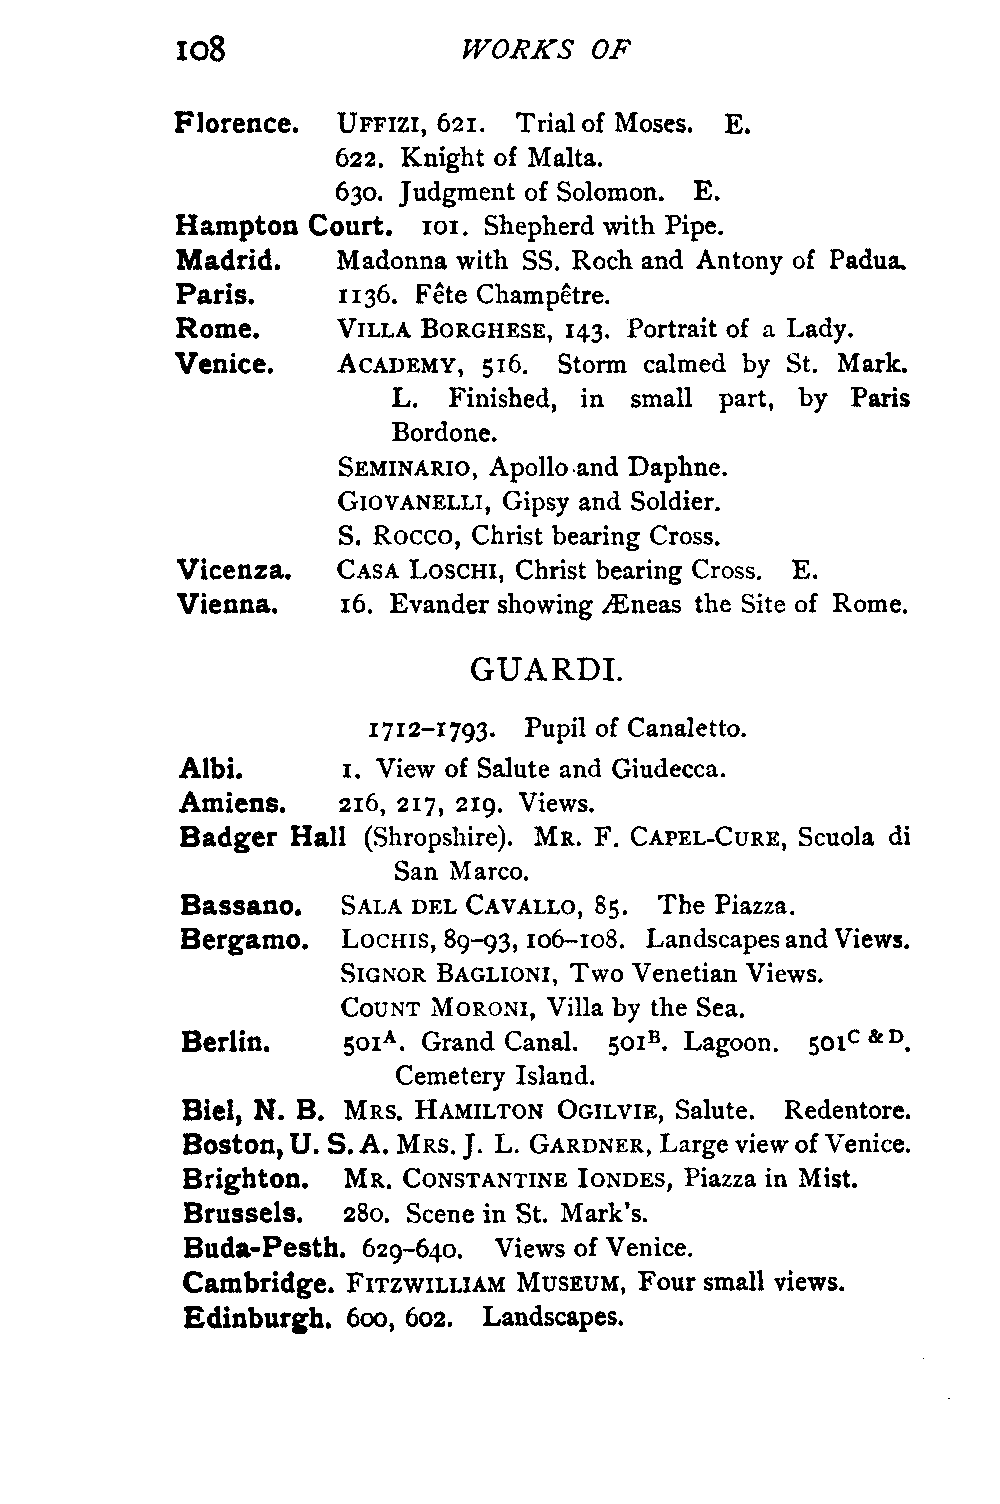 108 WORKS OF
Florence. UFFIZI, 621. Trial of Moses. E.
622. Knight of Malta.
630. Judgment of Solomon. E.
Hampton Court. 101. Shepherd with Pipe.
Madrid. Madonna with SS. Roch and Antony of Padua.
Paris. 1136. Fête Champêtre.
Rome. VILLA BORGHESE, 143. Portrait of a Lady.
Venice. ACADEMY, 516. Storm calmed by St. Mark.
L. Finished, in small part, by Paris
Bordone.
SEMINARIO, Apollo and Daphne.
GIOVANELLI, Gipsy and Soldier.
S. ROCCO, Christ bearing Cross.
Vicenza. CASA LOSCHI, Christ bearing Cross. E.
Vienna. 16. Evander showing Æneas the Site of Rome.
GUARDI.
1712–1793. Pupil of Canaletto.
Albi. 1. View of Salute and Giudecca.
Amiens. 216, 217, 219. Views.
Badger Hall (Shropshire). MR. F. CAPEL-CURE, Scuola di
San Marco.
Bassano. SALA DEL CAVALLO, 85. The Piazza.
Bergamo. LOCHIS, 89–93, 106–108. Landscapes and Views.
SIGNOR BAGLIONI, Two Venetian Views.
COUNT MORONI, Villa by the Sea.
Berlin. 501A. Grand Canal. 501B. Lagoon. 501C & D.
Cemetery Island.
Biel, N. B. MRS. HAMILTON OGILVIE, Salute. Redentore.
Boston, U. S. A. MRS. J. L. GARDNER, Large view of Venice.
Brighton. MR. CONSTANTINE IONDES, Piazza in Mist.
Brussels. 280. Scene in St. Mark's.
Buda-Pesth. 629–640. Views of Venice.
Cambridge. FITZWILLIAM MUSEUM, Four small views.
Edinburgh. 600, 602. Landscapes.